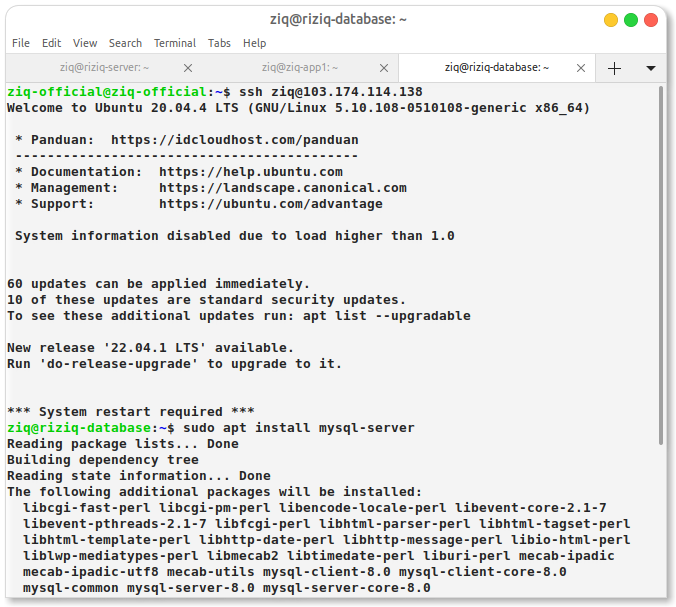 ziq@riziq-database: ~
File Edit View Search Terminal Tabs Help
ziq@riziq-server: ~ ziq@ziq-app1: ~ ziq@riziq-database: ~
ziq-official@ziq-official:~$ ssh ziq@103.174.114.138
Welcome to Ubuntu 20.04.4 LTS (GNU/Linux 5.10.108-0510108-generic x86_64)
* Panduan: https://idcloudhost.com/panduan
-------------------------------------------
* Documentation: https://help.ubuntu.com
* Management: https://landscape.canonical.com
* Support: https://ubuntu.com/advantage
System information disabled due to load higher than 1.0
60 updates can be applied immediately.
10 of these updates are standard security updates.
To see these additional updates run: apt list --upgradable
New release '22.04.1 LTS' available.
Run 'do-release-upgrade' to upgrade to it.
*** System restart required ***
ziq@riziq-database:~$ sudo apt install mysql-server
Reading package lists... Done
Building dependency tree
Reading state information... Done
The following additional packages will be installed:
libcgi-fast-perl libcgi-pm-perl libencode-locale-perl libevent-core-2.1-7
libevent-pthreads-2.1-7 libfcgi-perl libhtml-parser-perl libhtml-tagset-perl
libhtml-template-perl libhttp-date-perl libhttp-message-perl libio-html-perl
liblwp-mediatypes-perl libmecab2 libtimedate-perl liburi-perl mecab-ipadic
mecab-ipadic-utf8 mecab-utils mysql-client-8.0 mysql-client-core-8.0
mysql-common mysql-server-8.0 mysql-server-core-8.0